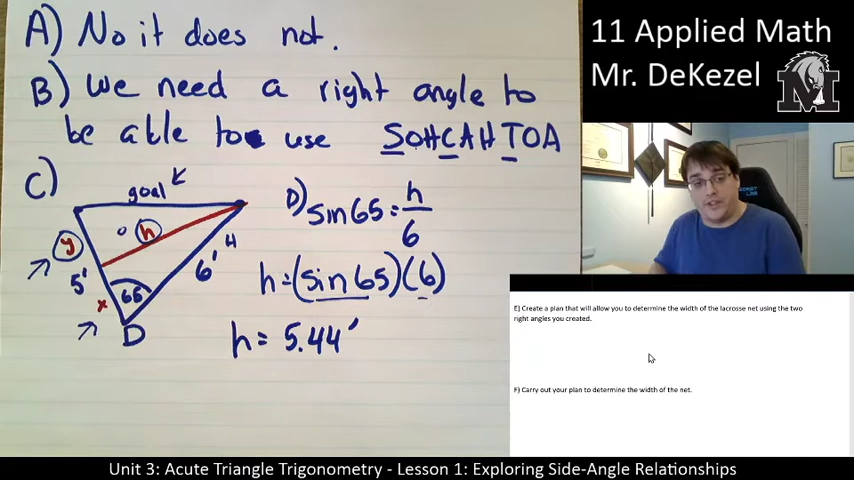 A) No it does not.
B) We need a right angle to
be able to use SOHCAHTOA
C)
goal
h
y
5'
x
65
D
6'
4
D) sin65 = h/6
h = (sin 65)(6)
h = 5.44'
11 Applied Math
Mr. DeKezel
M
E) Create a plan that will allow you to determine the width of the lacrosse net using the two
right angles you created.
F) Carry out your plan to determine the width of the net.
Unit 3: Acute Triangle Trigonometry - Lesson 1: Exploring Side-Angle Relationships